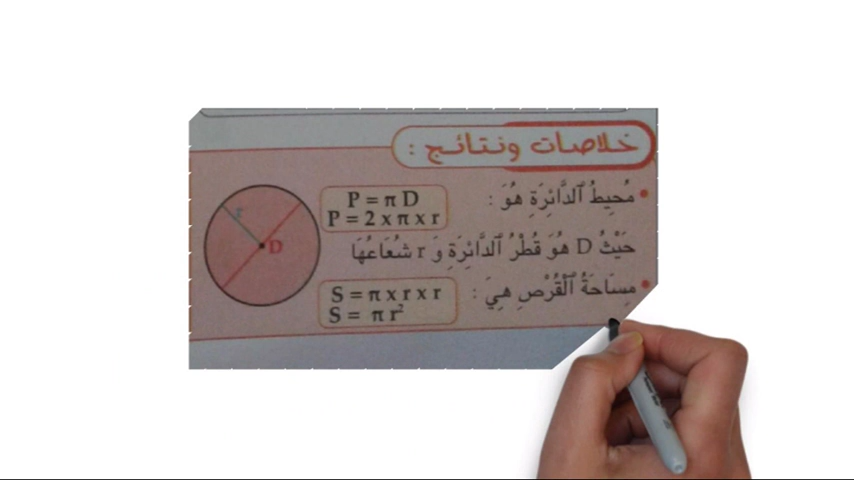 خلاصات ونتائج :
• مُحِيطُ ٱلدَّائِرَةِ هُوَ :
P = π D
P = 2 x π x r
حَيْثُ D هُوَ قُطْرُ ٱلدَّائِرَةِ وَ r شُعَاعُهَا
• مِسَاحَةُ ٱلْقُرْصِ هِيَ :
S = π x r x r
S = π r²
r
D